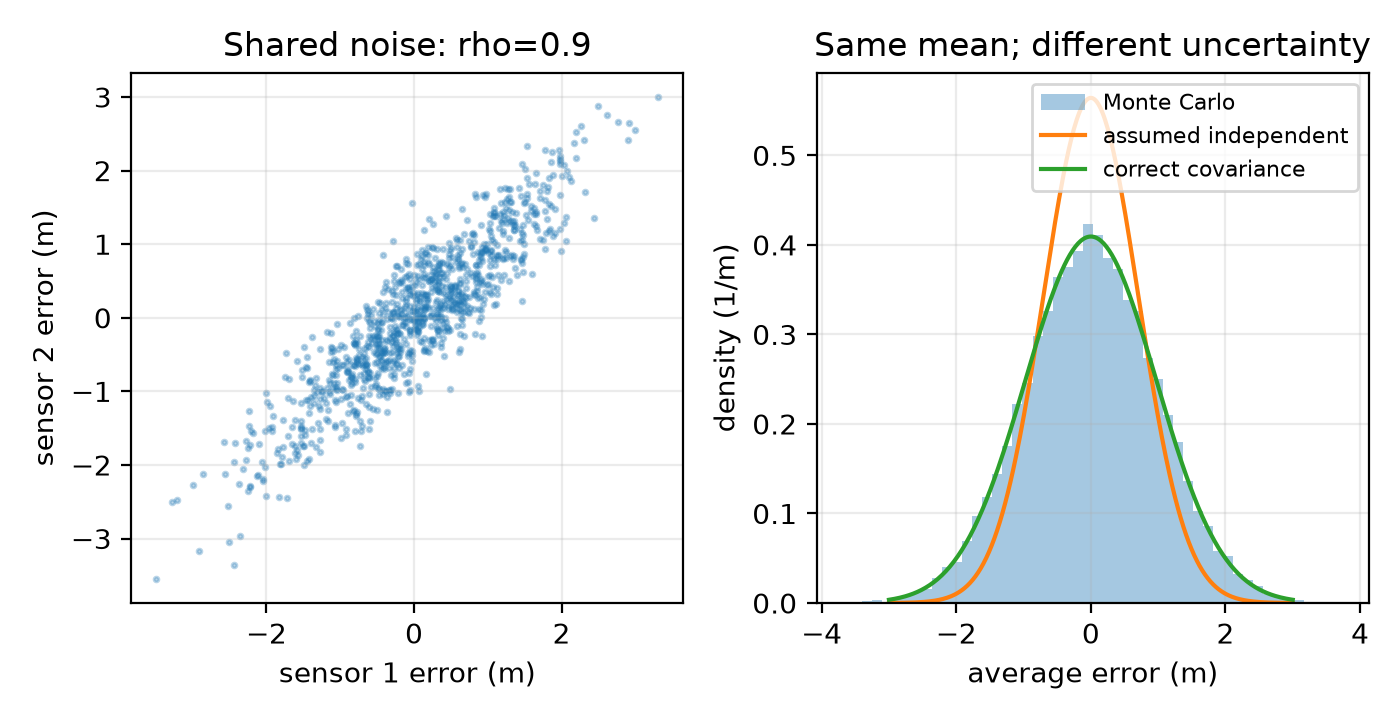 Shared noise: rho=0.9
3
2
1
0
−1
−2
−3
sensor 2 error (m)
−2
0
2
sensor 1 error (m)
Same mean; different uncertainty
Monte Carlo
assumed independent
correct covariance
0.5
0.4
0.3
0.2
0.1
0.0
density (1/m)
−4
−2
0
2
4
average error (m)